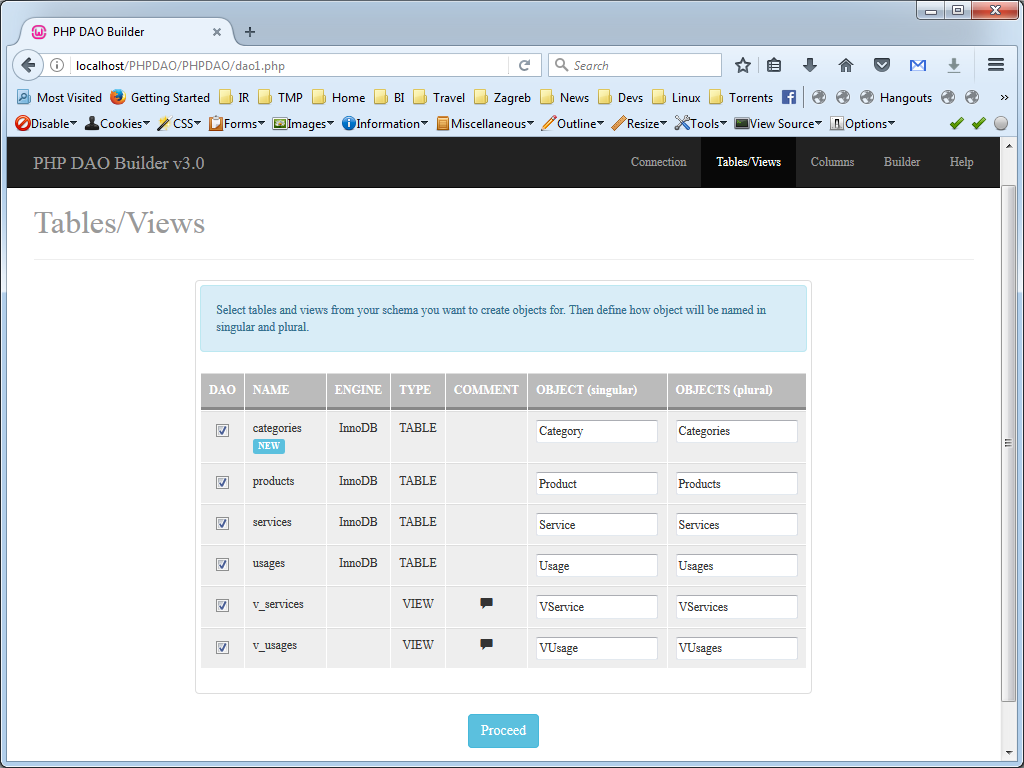 PHP DAO Builder
localhost/PHPDAO/PHPDAO/dao1.php
Search
Most Visited Getting Started IR TMP Home BI Travel Zagreb News Devs Linux Torrents Hangouts
Disable Cookies CSS Forms Images Information Miscellaneous Outline Resize Tools View Source Options
PHP DAO Builder v3.0 Connection Tables/Views Columns Builder Help
Tables/Views
Select tables and views from your schema you want to create objects for. Then define how object will be named in
singular and plural.
DAO NAME ENGINE TYPE COMMENT OBJECT (singular) OBJECTS (plural)
categories InnoDB TABLE Category Categories
NEW
products InnoDB TABLE Product Products
services InnoDB TABLE Service Services
usages InnoDB TABLE Usage Usages
v_services VIEW VService VServices
v_usages VIEW VUsage VUsages
Proceed